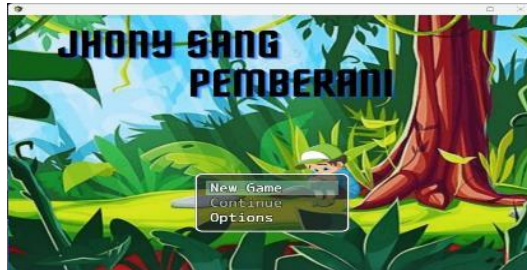 JHONY SANG
PEMBERANI
New Game
Continue
Options